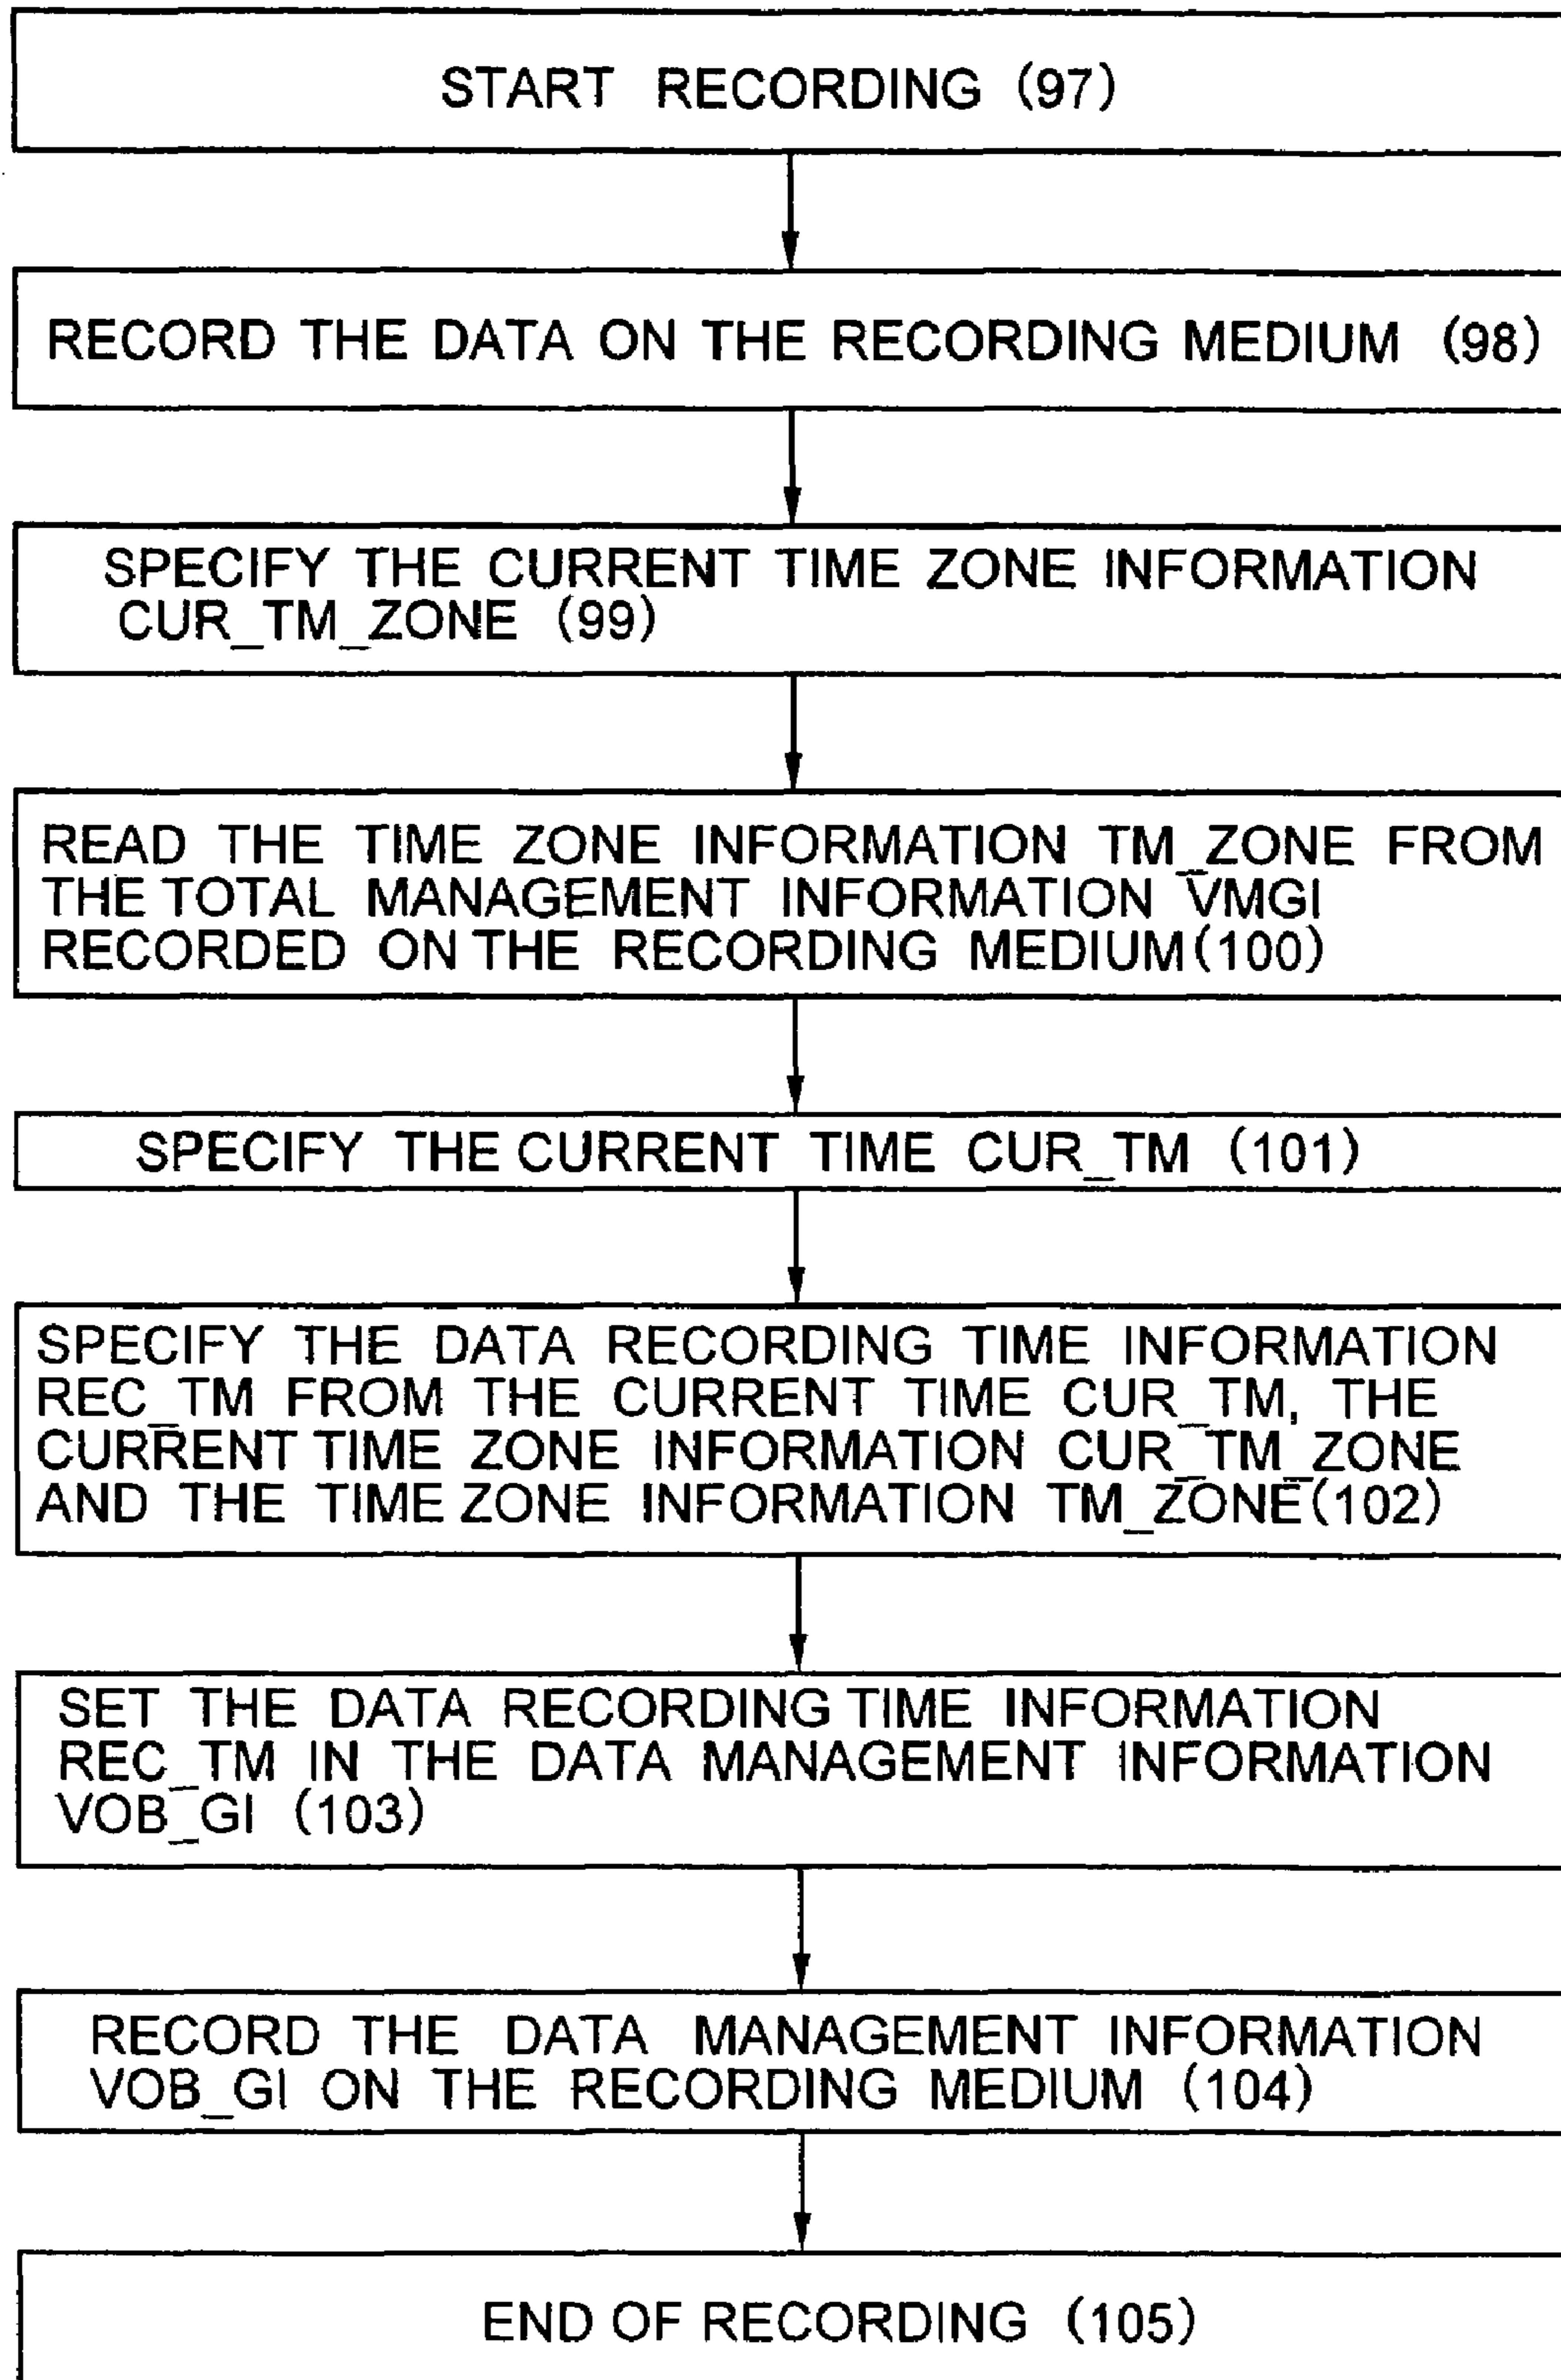 START RECORDING (97)
RECORD THE DATA ON THE RECORDING MEDIUM (98)
SPECIFY THE CURRENT TIME ZONE INFORMATION
CUR_TM_ZONE (99)
READ THE TIME ZONE INFORMATION TM_ZONE FROM
THE TOTAL MANAGEMENT INFORMATION VMGI
RECORDED ON THE RECORDING MEDIUM(100)
SPECIFY THE CURRENT TIME CUR_TM (101)
SPECIFY THE DATA RECORDING TIME INFORMATION
REC_TM FROM THE CURRENT TIME CUR_TM, THE
CURRENT TIME ZONE INFORMATION CUR_TM_ZONE
AND THE TIME ZONE INFORMATION TM_ZONE(102)
SET THE DATA RECORDING TIME INFORMATION
REC_TM IN THE DATA MANAGEMENT INFORMATION
VOB_GI (103)
RECORD THE DATA MANAGEMENT INFORMATION
VOB_GI ON THE RECORDING MEDIUM (104)
END OF RECORDING (105)